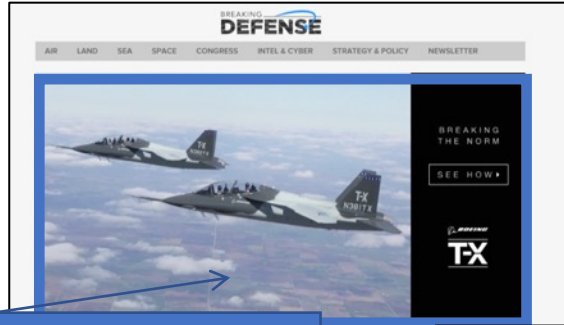 BREAKING
DEFENSE
AIR LAND SEA SPACE CONGRESS INTEL & CYBER STRATEGY & POLICY NEWSLETTER
BREAKING
THE NORM
SEE HOW
BOEING
T-X
T-X
N381TX